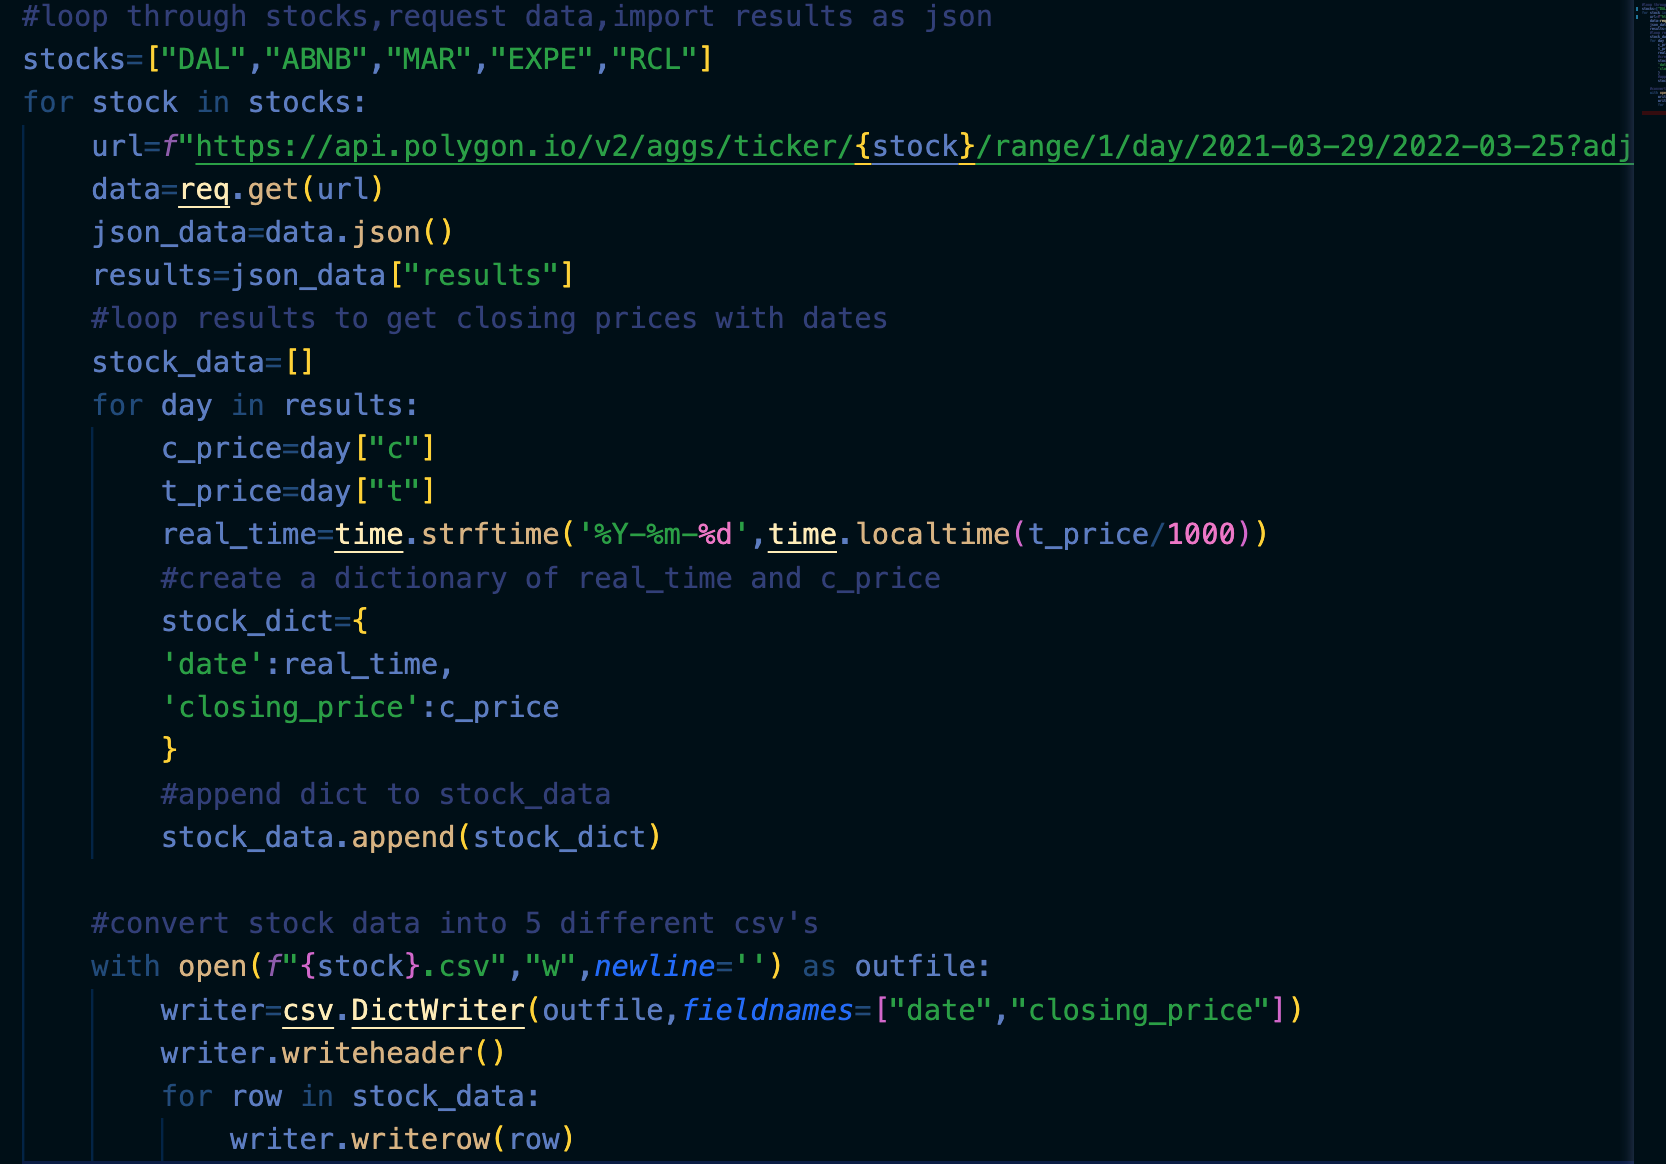 #loop through stocks,request data,import results as json
stocks=["DAL","ABNB","MAR","EXPE","RCL"]
for stock in stocks:
    url=f"https://api.polygon.io/v2/aggs/ticker/{stock}/range/1/day/2021-03-29/2022-03-25?adj
    data=req.get(url)
    json_data=data.json()
    results=json_data["results"]
    #loop results to get closing prices with dates
    stock_data=[]
    for day in results:
        c_price=day["c"]
        t_price=day["t"]
        real_time=time.strftime('%Y-%m-%d',time.localtime(t_price/1000))
        #create a dictionary of real_time and c_price
        stock_dict={
        'date':real_time,
        'closing_price':c_price
        }
        #append dict to stock_data
        stock_data.append(stock_dict)

    #convert stock data into 5 different csv's
    with open(f"{stock}.csv","w",newline='') as outfile:
        writer=csv.DictWriter(outfile,fieldnames=["date","closing_price"])
        writer.writeheader()
        for row in stock_data:
            writer.writerow(row)